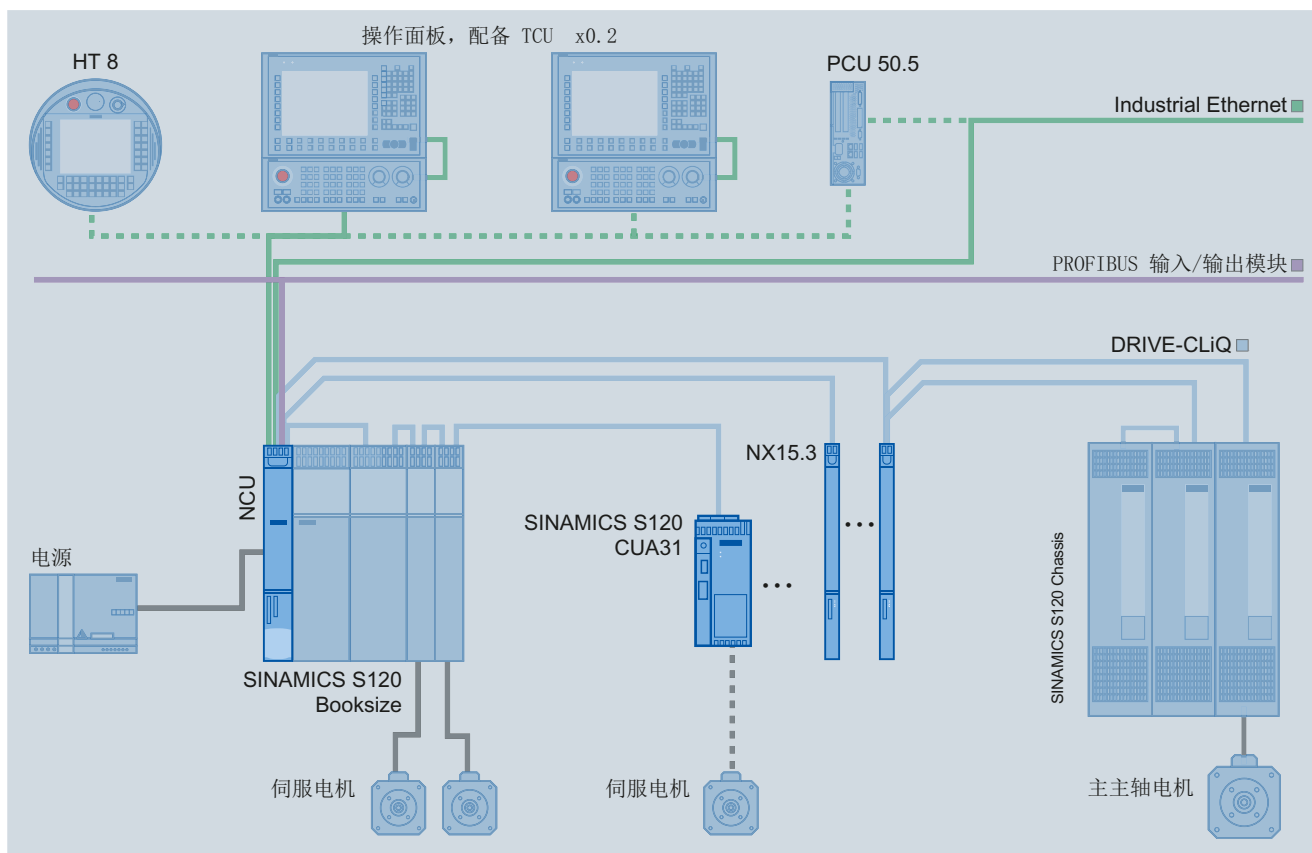 操作面板，配备 TCU x0.2
HT 8
PCU 50.5
Industrial Ethernet
PROFIBUS 输入/输出模块
DRIVE-CLiQ
NCU
NX15.3
SINAMICS S120
CUA31
电源
SINAMICS S120 Chassis
SINAMICS S120
Booksize
伺服电机
伺服电机
主主轴电机